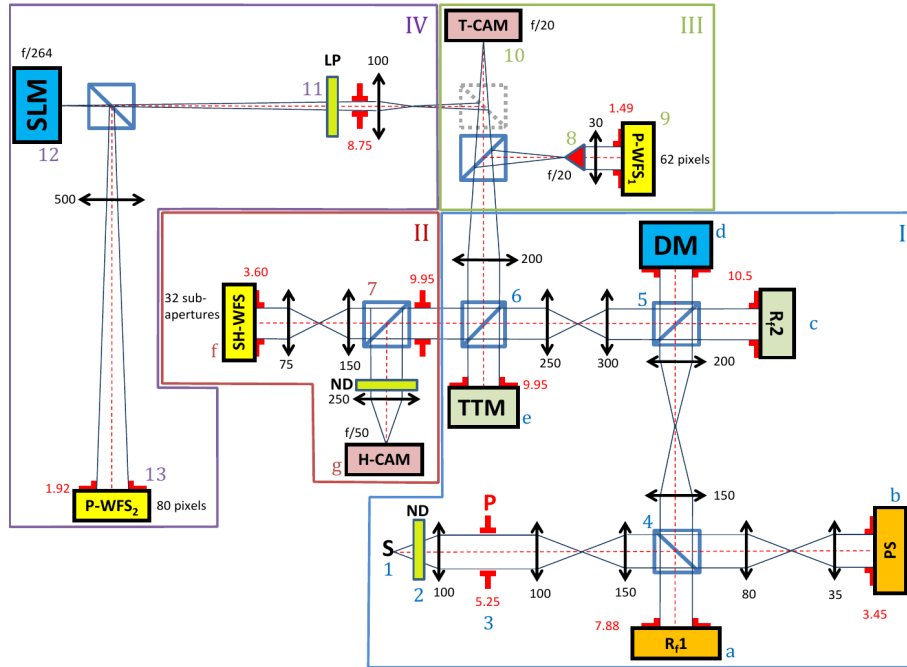 IV
III
T-CAM
f/20
10
f/264
LP
100
11
SLM
12
8.75
1.49
9
30
8
P-WFS1
62 pixels
f/20
500
II
I
d
DM
3.60
9.95
200
10.5
32 sub-
apertures
7
6
5
Rf2
c
SH-WFS
f
75
150
250
300
200
ND
250
9.95
TTM
e
f/50
g
H-CAM
13
1.92
P-WFS2
80 pixels
150
b
ND
P
4
S
1
PS
2
100
5.25
100
150
80
35
3
7.88
3.45
Rf1
a